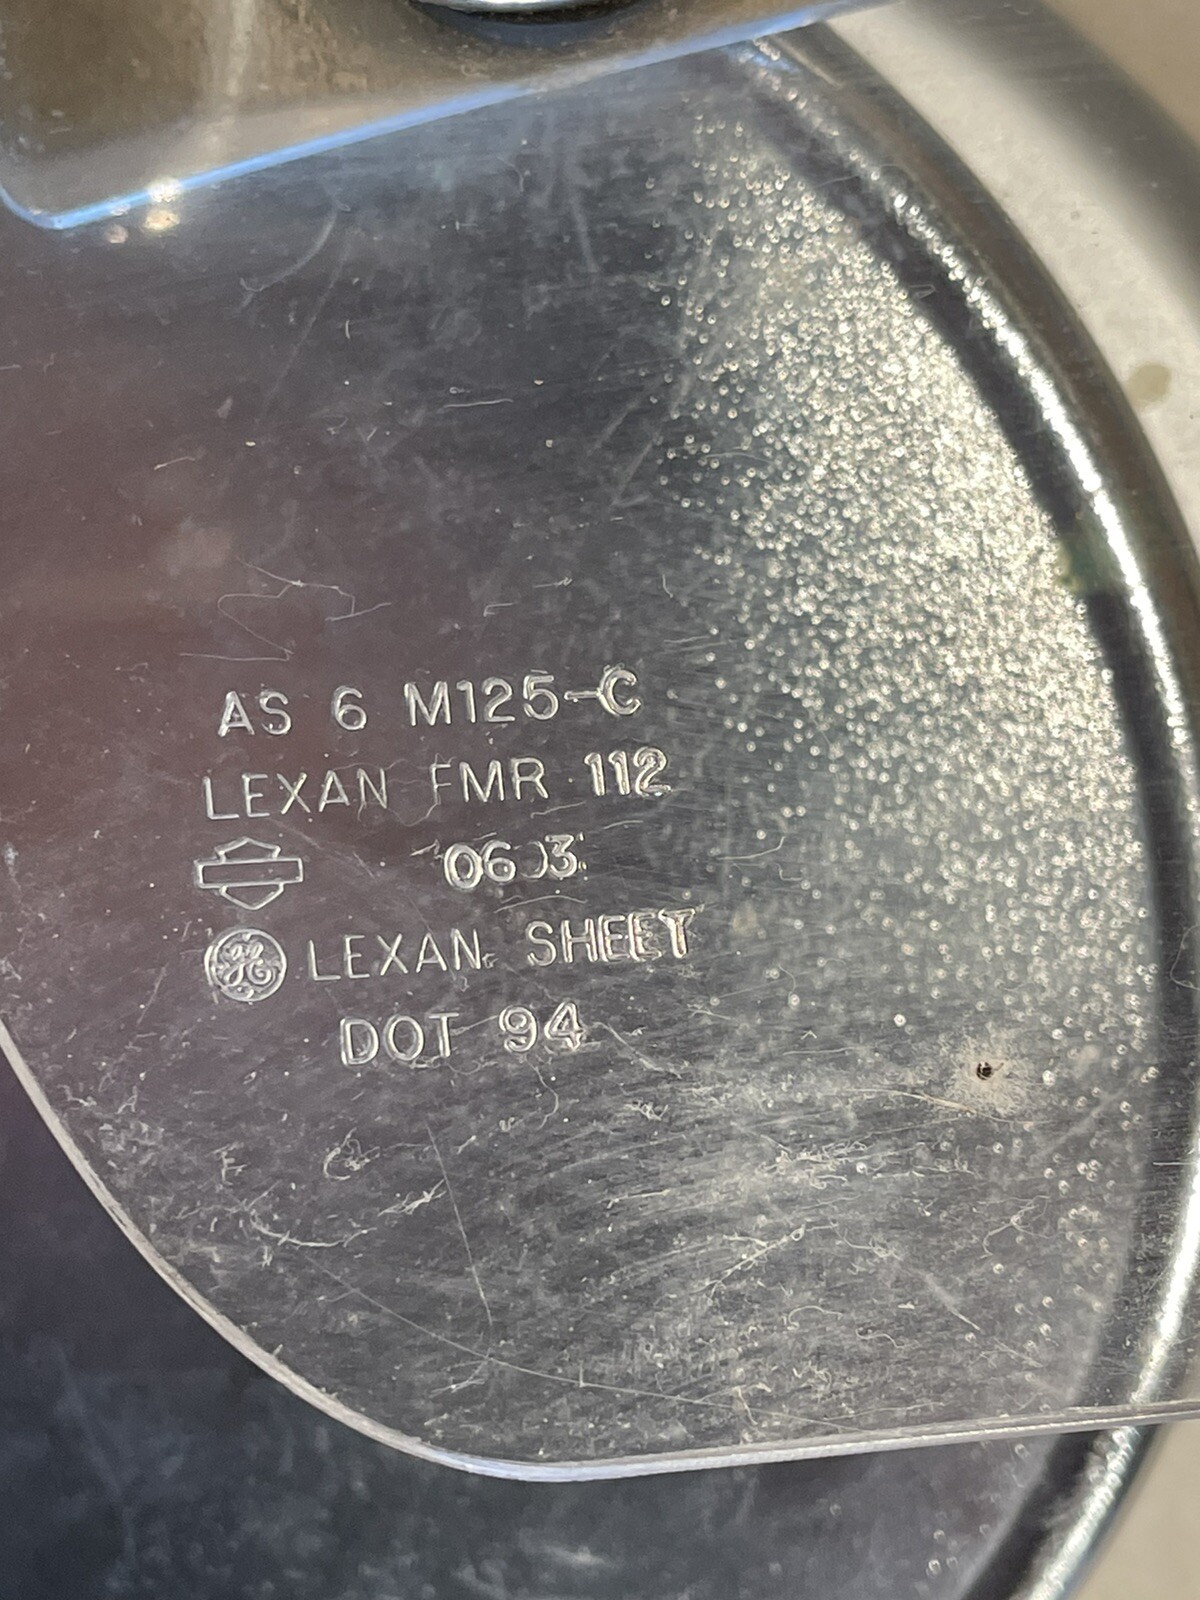 AS 6 M125-C
LEXAN FMR 112
0603
LEXAN SHEET
DOT 94